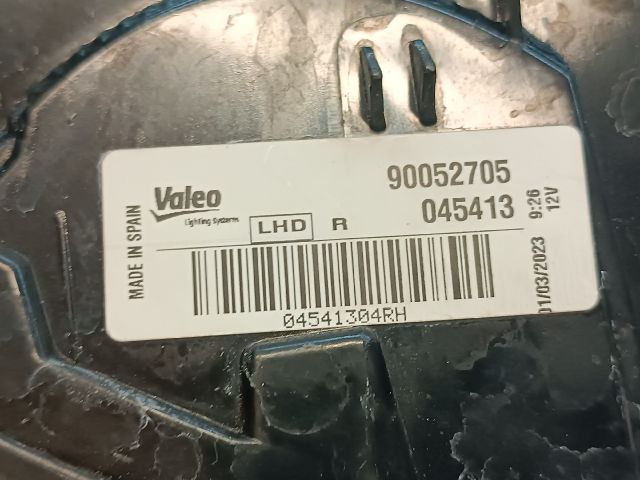 MADE IN SPAIN
Valeo
Lighting Systems
LHD R
90052705
045413
04541304RH
01/03/2023 9:26
12V